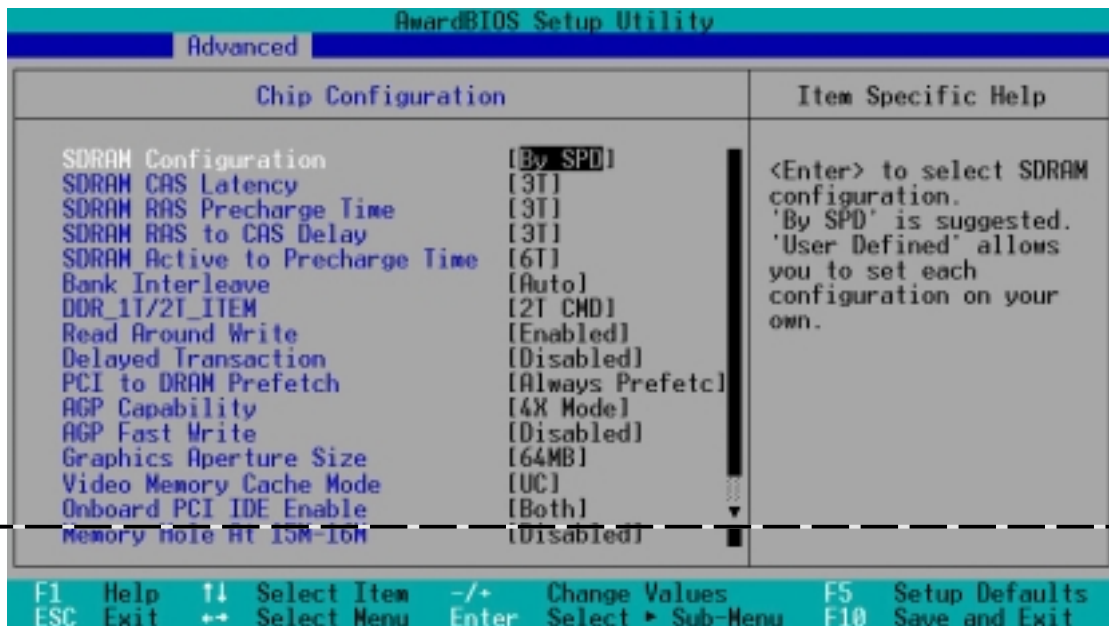 AwardBIOS Setup Utility
Advanced
Chip Configuration
Item Specific Help
SDRAM Configuration [By SPD]
SDRAM CAS Latency [3T]
SDRAM RAS Precharge Time [3T]
SDRAM RAS to CAS Delay [3T]
SDRAM Active to Precharge Time [6T]
Bank Interleave [Auto]
DDR_1T/2T_ITEM [2T CMD]
Read Around Write [Enabled]
Delayed Transaction [Disabled]
PCI to DRAM Prefetch [Always Prefetc]
AGP Capability [4X Mode]
AGP Fast Write [Disabled]
Graphics Aperture Size [64MB]
Video Memory Cache Mode [UC]
Onboard PCI IDE Enable [Both]
Memory Hole At 15M-16M [Disabled]
<Enter> to select SDRAM
configuration.
'By SPD' is suggested.
'User Defined' allows
you to set each
configuration on your
own.
F1 Help ↑↓ Select Item -/+ Change Values F5 Setup Defaults
ESC Exit ←→ Select Menu Enter Select ► Sub-Menu F10 Save and Exit